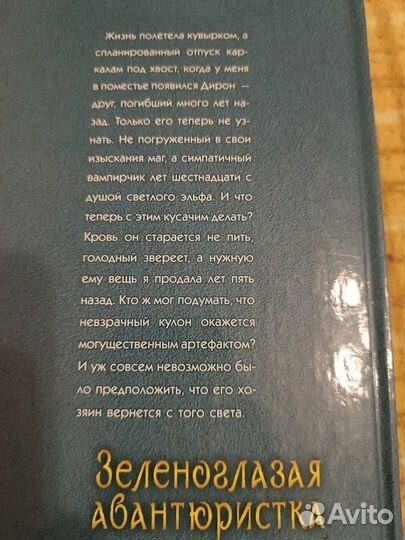 Жизнь полетела кувырком, а
спланированный отпуск кар-
калам под хвост, когда у меня
в поместье появился Дирон —
друг, погибший много лет на-
зад. Только его теперь не уз-
нать. Не погруженный в свои
изыскания маг, а симпатичный
вампирчик лет шестнадцати с
душой светлого эльфа. И что
теперь с этим кусачим делать?
Кровь он старается не пить,
голодный звереет, а нужную
ему вещь я продала лет пять
назад. Кто ж мог подумать, что
невзрачный кулон окажется
могущественным артефактом?
И уж совсем невозможно бы-
ло предположить, что его хо-
зяин вернется с того света.
Зеленоглазая
авантюристка
Avito